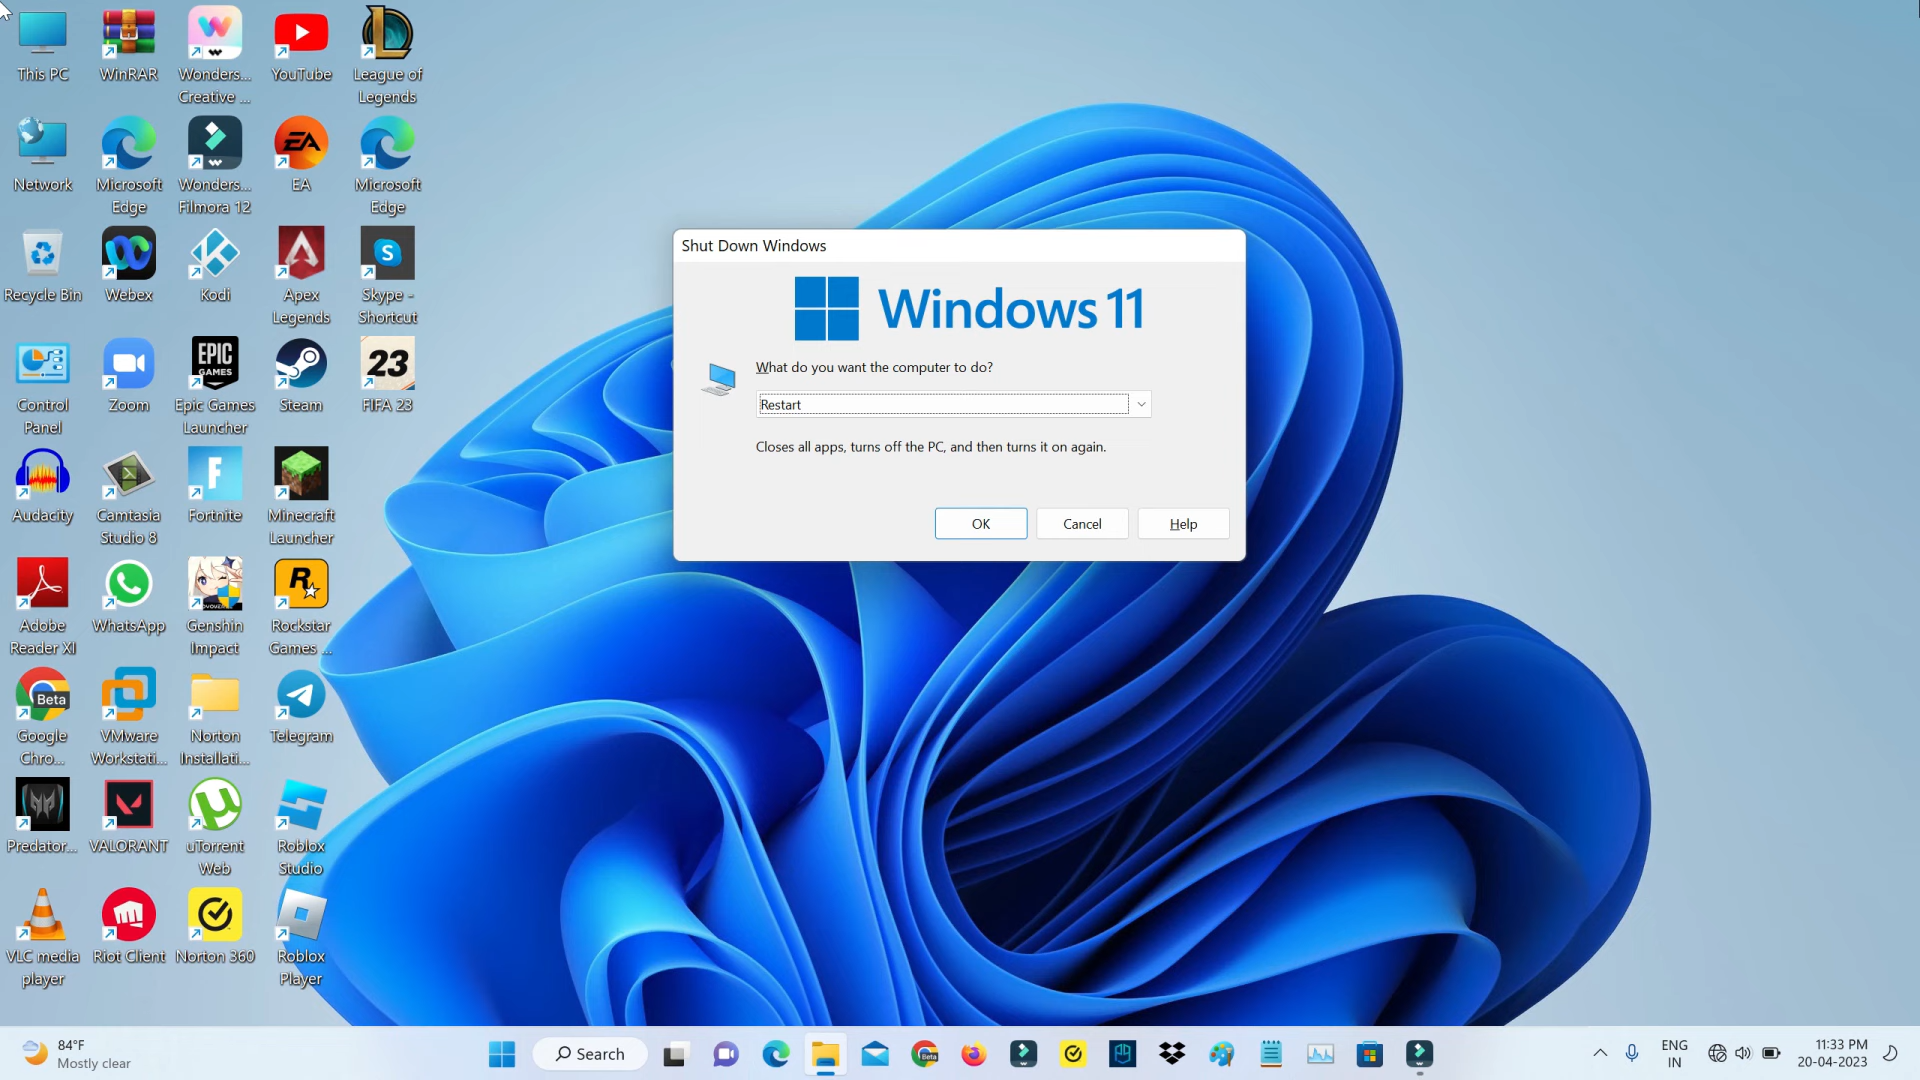 This PC
WinRAR
Wonders...
Creative ...
YouTube
League of
Legends
Network
Microsoft
Edge
Wonders...
Filmora 12
EA
EA
Microsoft
Edge
Recycle Bin
Webex
Kodi
Apex
Legends
S
Skype -
Shortcut
Control
Panel
Zoom
EPIC
GAMES
Epic Games
Launcher
Steam
23
FIFA 23
Audacity
Camtasia
Studio 8
F
Fortnite
Minecraft
Launcher
Adobe
Reader XI
WhatsApp
Genshin
Impact
R
Rockstar
Games ...
Beta
Google
Chro...
VMware
Workstati...
Norton
Installati...
Telegram
Predator...
VALORANT
uTorrent
Web
Roblox
Studio
VLC media
player
Riot Client
Norton 360
Roblox
Player
Shut Down Windows
Windows 11
What do you want the computer to do?
Restart
Closes all apps, turns off the PC, and then turns it on again.
OK
Cancel
Help
84°F
Mostly clear
Search
Beta
ENG
IN
11:33 PM
20-04-2023